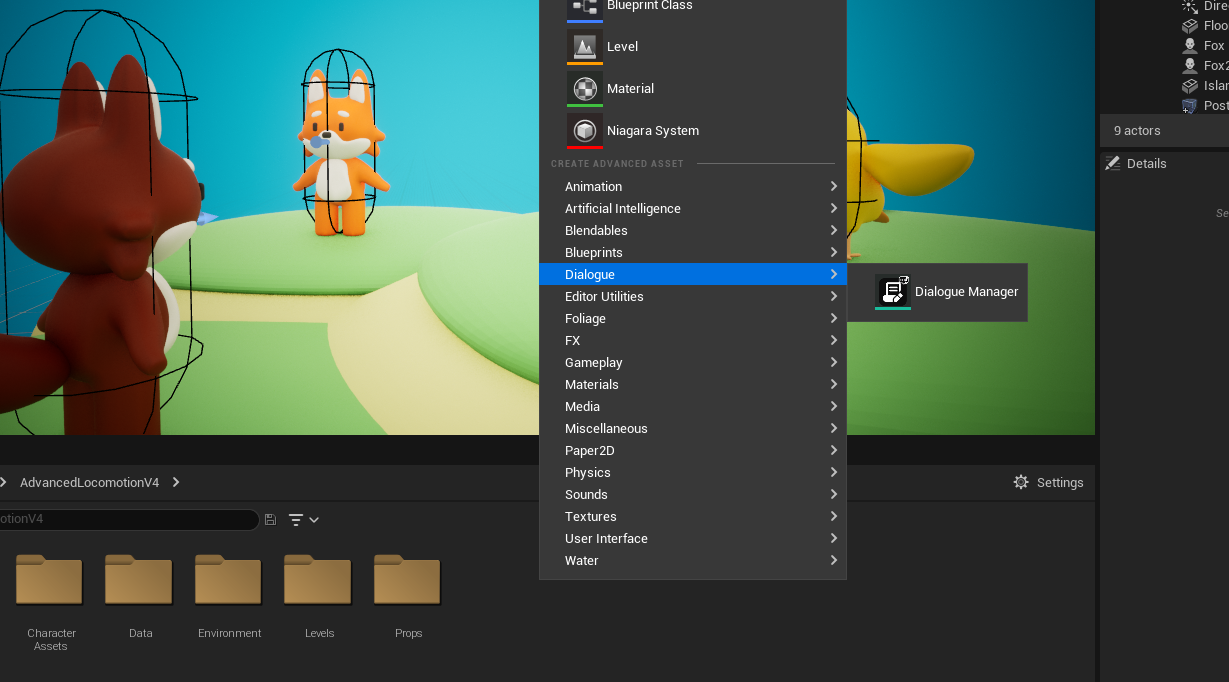 Blueprint Class
Level
Material
Niagara System
CREATE ADVANCED ASSET
Animation
Artificial Intelligence
Blendables
Blueprints
Dialogue
Editor Utilities
Foliage
FX
Gameplay
Materials
Media
Miscellaneous
Paper2D
Physics
Sounds
Textures
User Interface
Water
Dialogue Manager
Dire
Floo
Fox
Fox2
Islan
Post
9 actors
Details
Se
AdvancedLocomotionV4
Settings
otionV4
Character
Assets
Data
Environment
Levels
Props